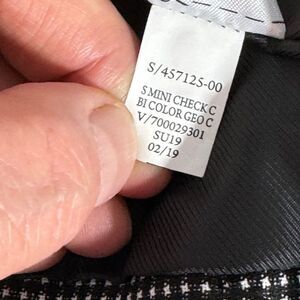 S/457125-00
S MINI CHECK C
BI COLOR GEO C
V/700029301
SU19
02/19